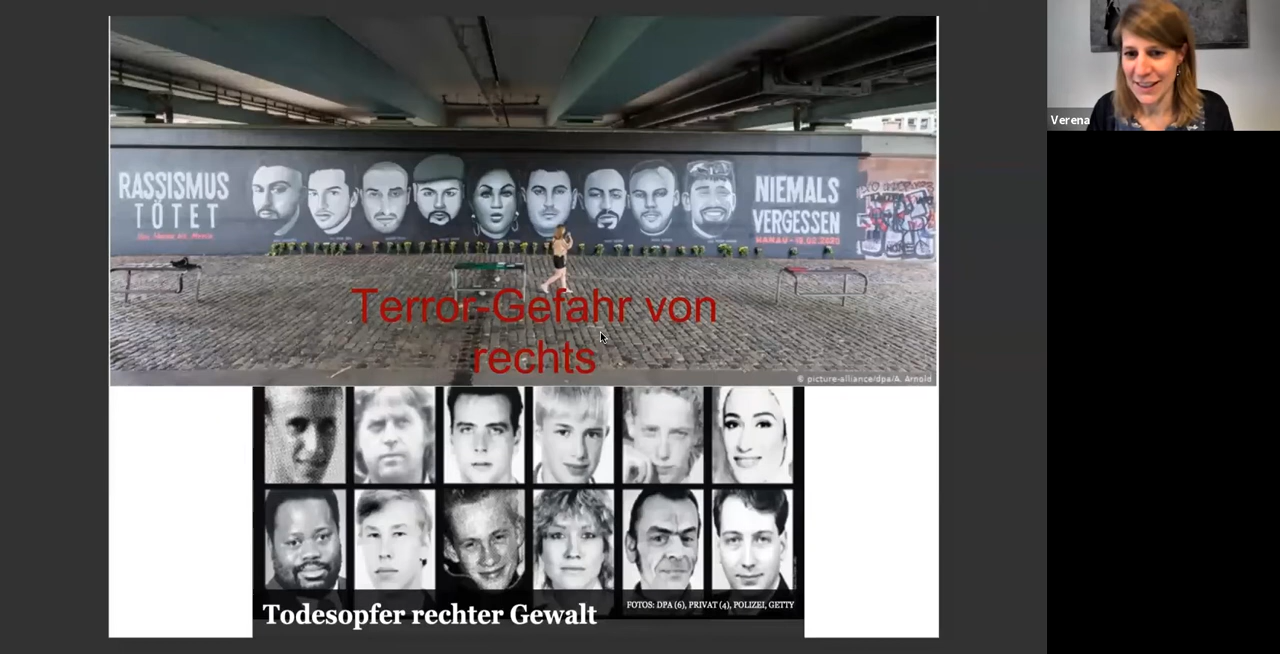 RASSISMUS
TÖTET
NIEMALS
VERGESSEN
HANAU - 19.02.2020
Terror-Gefahr von
rechts
© picture-alliance/dpa/A. Arnold
Todesopfer rechter Gewalt
FOTOS: DPA (6), PRIVAT (4), POLIZEI, GETTY
Verena